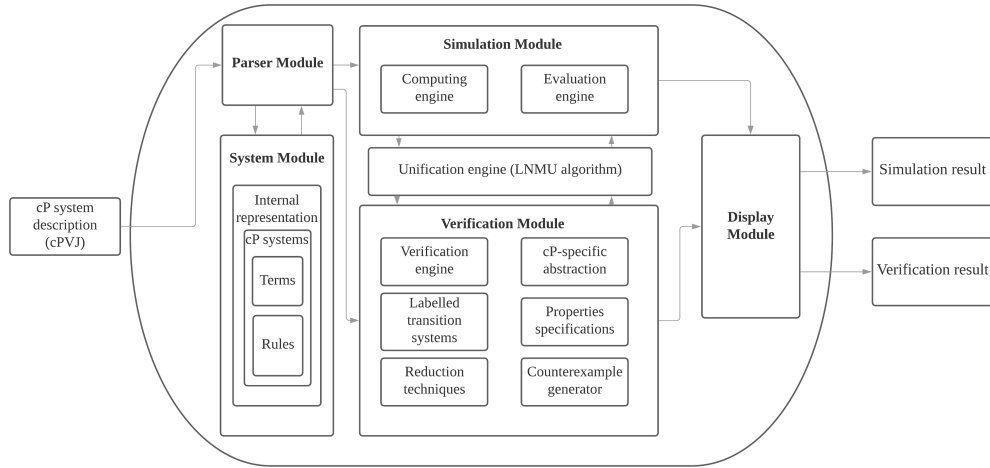 cP system
description
(cPVJ)
Parser Module
System Module
Internal
representation
cP systems
Terms
Rules
Simulation Module
Computing
engine
Evaluation
engine
Unification engine (LNMU algorithm)
Verification Module
Verification
engine
cP-specific
abstraction
Labelled
transition
systems
Properties
specifications
Reduction
techniques
Counterexample
generator
Display
Module
Simulation result
Verification result